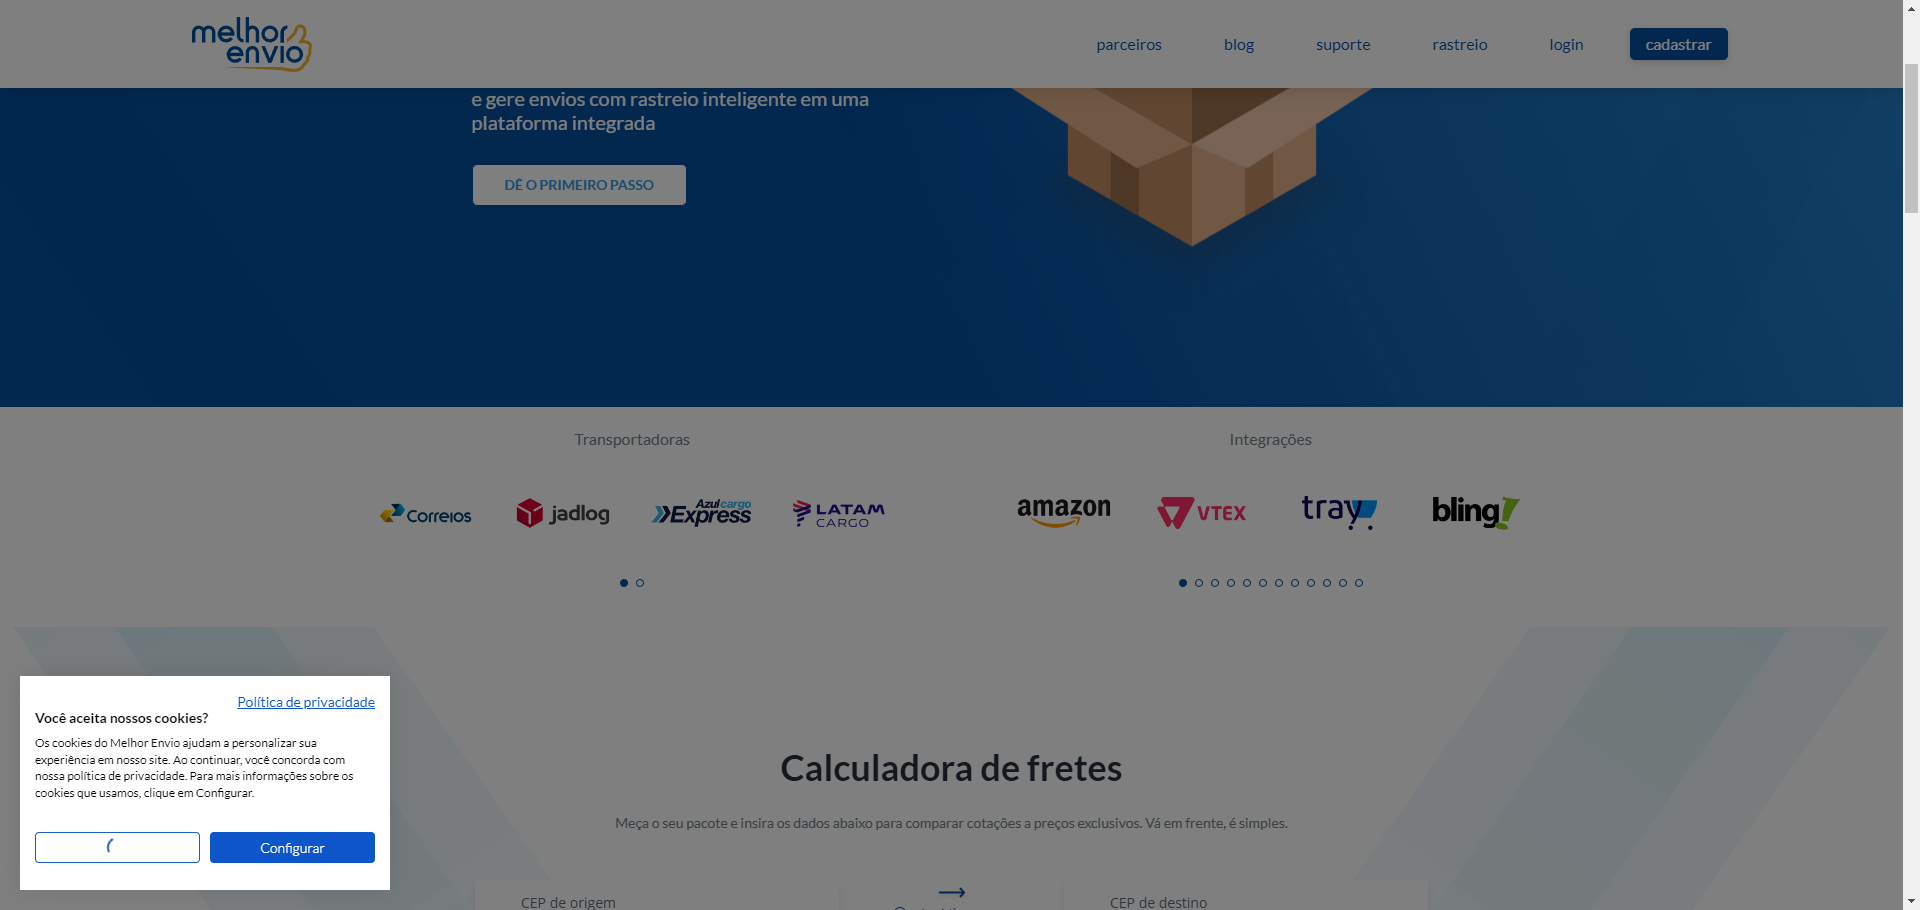 melhor
envio
parceiros
blog
suporte
rastreio
login
cadastrar
e gere envios com rastreio inteligente em uma
plataforma integrada
DÊ O PRIMEIRO PASSO
Transportadoras
Integrações
Correios
jadlog
Azulcargo
Express
LATAM
CARGO
amazon
VTEX
tray
bling!
Política de privacidade
Você aceita nossos cookies?
Os cookies do Melhor Envio ajudam a personalizar sua
experiência em nosso site. Ao continuar, você concorda com
nossa política de privacidade. Para mais informações sobre os
cookies que usamos, clique em Configurar.
Configurar
Calculadora de fretes
Meça o seu pacote e insira os dados abaixo para comparar cotações a preços exclusivos. Vá em frente, é simples.
CEP de origem
CEP de destino